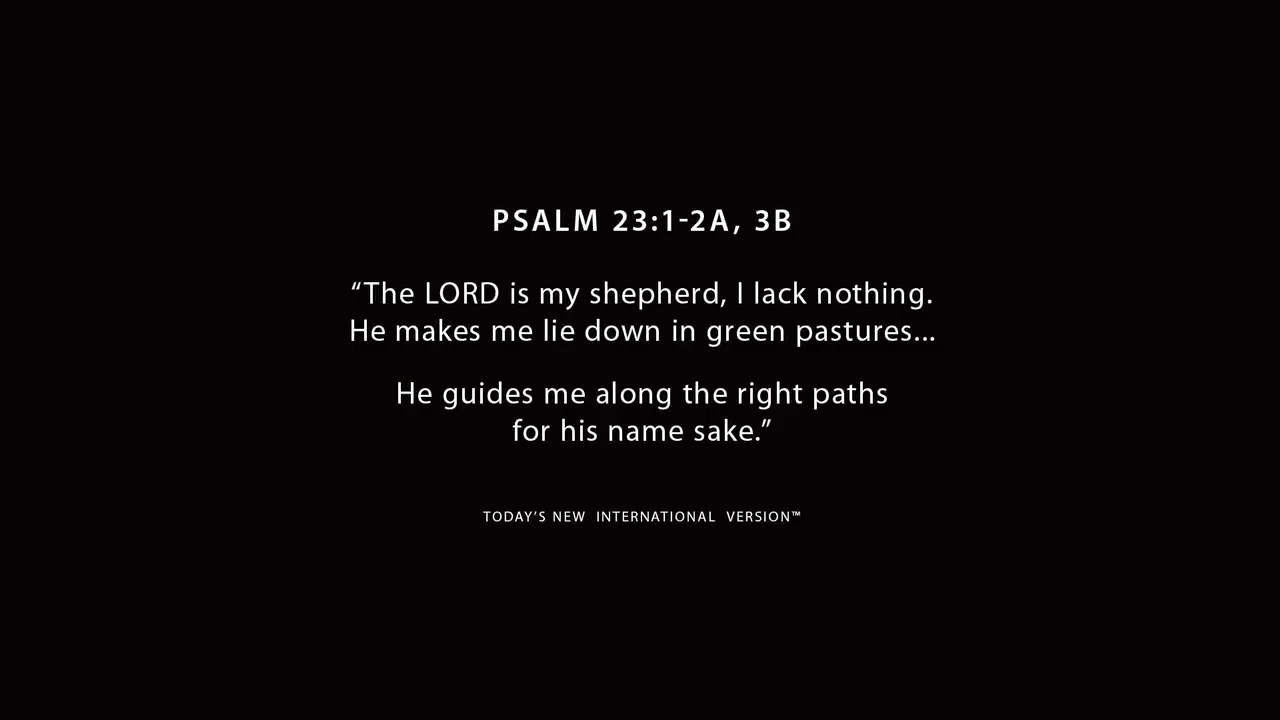 PSALM 23:1-2A, 3B
“The LORD is my shepherd, I lack nothing.
He makes me lie down in green pastures...
He guides me along the right paths
for his name sake.”
TODAY’S NEW INTERNATIONAL VERSION™